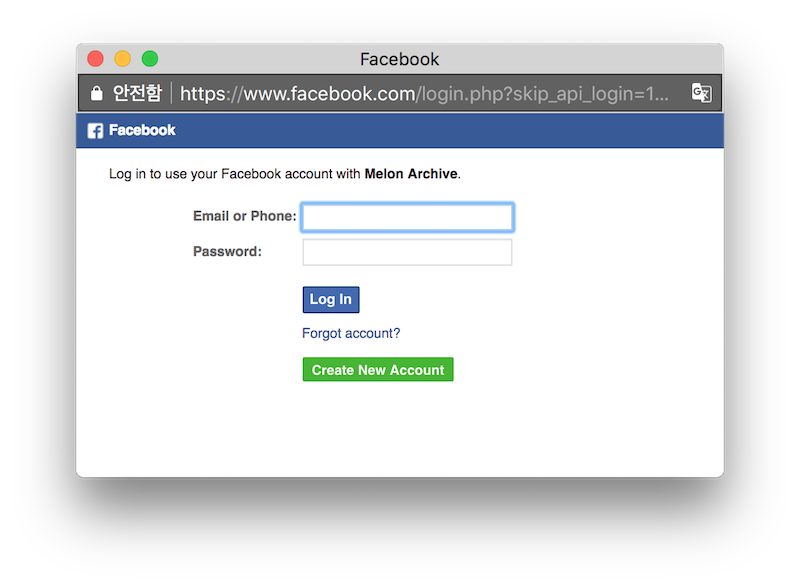 Facebook
안전함 https://www.facebook.com/login.php?skip_api_login=1...
Facebook
Log in to use your Facebook account with Melon Archive.
Email or Phone:
Password:
Log In
Forgot account?
Create New Account